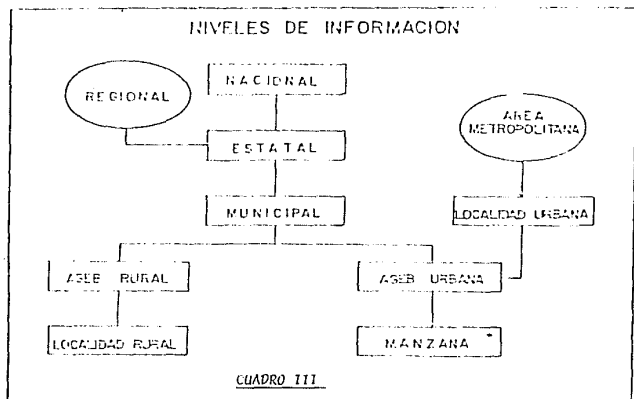 NIVELES DE INFORMACION
NACIONAL
REGIONAL
AREA
METROPOLITANA
ESTATAL
MUNICIPAL
LOCALIDAD URBANA
AGEB RURAL
AGEB URBANA
LOCALIDAD RURAL
MANZANA *
CUADRO III